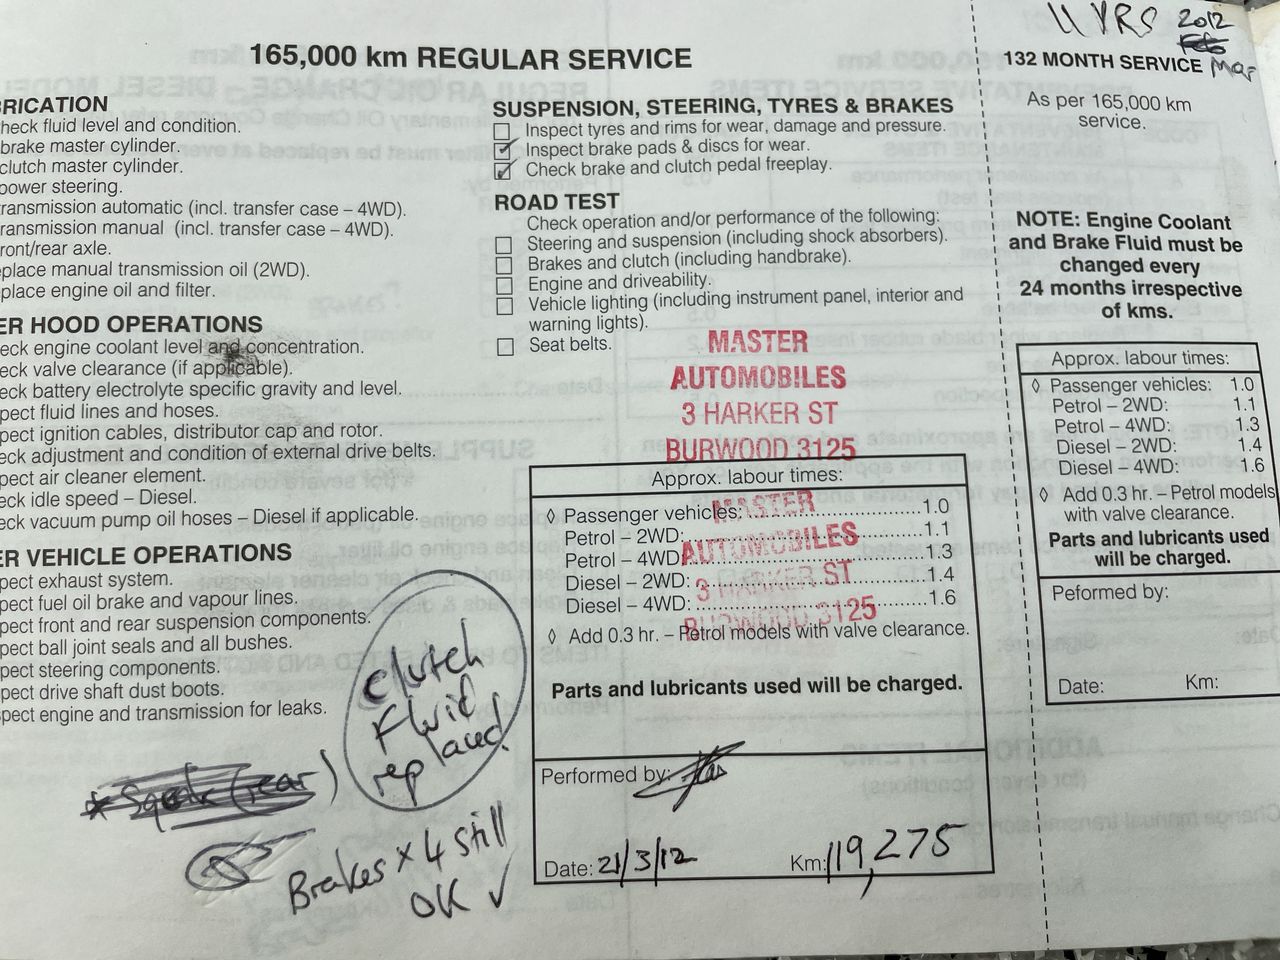 11 YRS 2012
Feb
Mar
165,000 km REGULAR SERVICE
132 MONTH SERVICE
As per 165,000 km
service.
BRICATION
heck fluid level and condition.
brake master cylinder.
clutch master cylinder.
power steering.
ransmission automatic (incl. transfer case – 4WD).
ransmission manual (incl. transfer case – 4WD).
ront/rear axle.
place manual transmission oil (2WD).
place engine oil and filter.
ER HOOD OPERATIONS
eck engine coolant level and concentration.
eck valve clearance (if applicable).
eck battery electrolyte specific gravity and level.
pect fluid lines and hoses.
pect ignition cables, distributor cap and rotor.
eck adjustment and condition of external drive belts.
pect air cleaner element.
eck idle speed – Diesel.
eck vacuum pump oil hoses – Diesel if applicable.
ER VEHICLE OPERATIONS
pect exhaust system.
pect fuel oil brake and vapour lines.
pect front and rear suspension components.
pect ball joint seals and all bushes.
pect steering components.
pect drive shaft dust boots.
spect engine and transmission for leaks.
Clutch
Fluid
replaced
Brakes x 4 still
OK ✓
SUSPENSION, STEERING, TYRES & BRAKES
Inspect tyres and rims for wear, damage and pressure.
Inspect brake pads & discs for wear.
Check brake and clutch pedal freeplay.
ROAD TEST
Check operation and/or performance of the following:
Steering and suspension (including shock absorbers).
Brakes and clutch (including handbrake).
Engine and driveability.
Vehicle lighting (including instrument panel, interior and
warning lights).
Seat belts.
MASTER
AUTOMOBILES
3 HARKER ST
BURWOOD 3125
Approx. labour times:
◊ Passenger vehicles:..........................1.0
Petrol – 2WD:..........................1.1
Petrol – 4WD:..........................1.3
Diesel – 2WD:..........................1.4
Diesel – 4WD:..........................1.6
◊ Add 0.3 hr. – Petrol models with valve clearance.
MASTER
AUTOMOBILES
3 HARKER ST
BURWOOD 3125
Parts and lubricants used will be charged.
Performed by:
Date: 21/3/12 Km: 119,275
NOTE: Engine Coolant
and Brake Fluid must be
changed every
24 months irrespective
of kms.
Approx. labour times:
◊ Passenger vehicles: 1.0
Petrol – 2WD: 1.1
Petrol – 4WD: 1.3
Diesel – 2WD: 1.4
Diesel – 4WD: 1.6
◊ Add 0.3 hr. – Petrol models
with valve clearance.
Parts and lubricants used
will be charged.
Peformed by:
Date: Km: